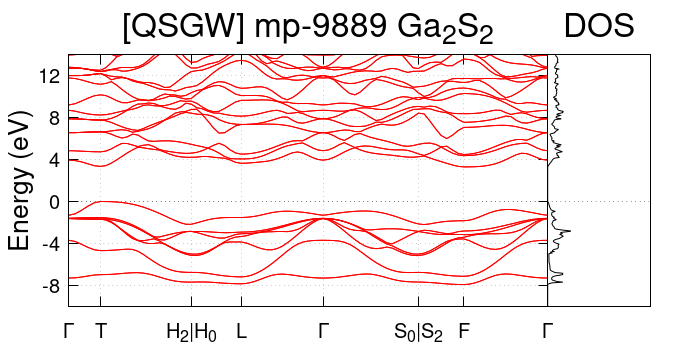 [QSGW] mp-9889 Ga₂S₂ DOS
Energy (eV)
12
8
4
0
-4
-8
Γ T H₂|H₀ L Γ S₀|S₂ F Γ